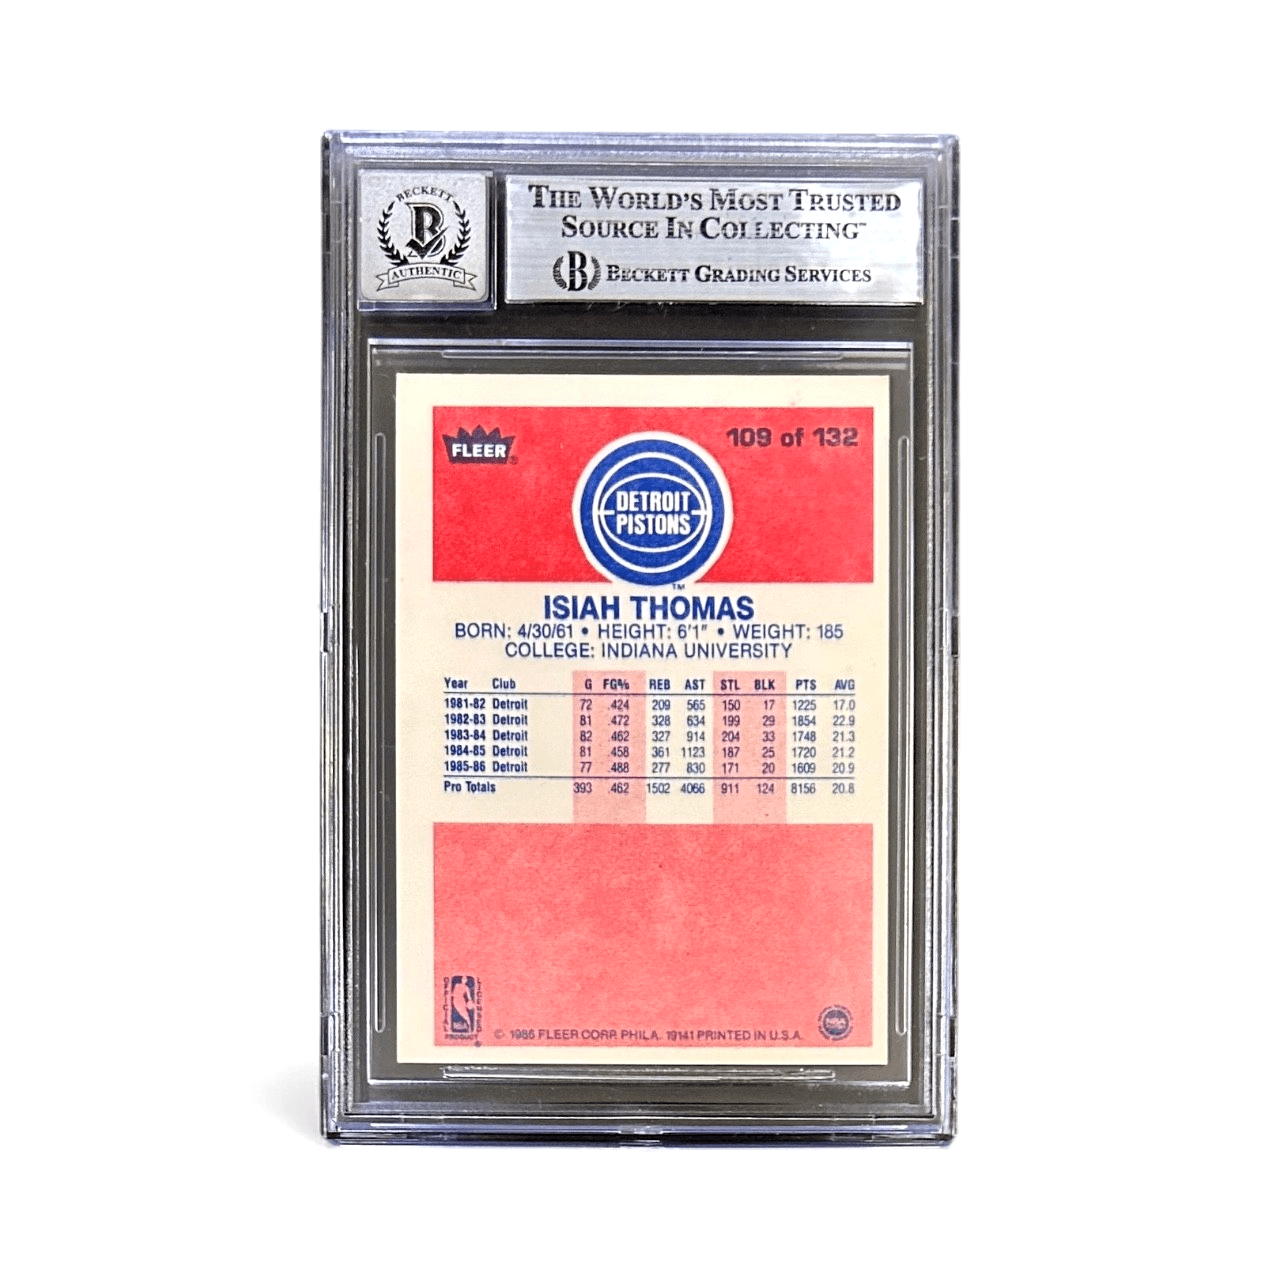 BECKETT
B
AUTHENTIC
THE WORLD'S MOST TRUSTED
SOURCE IN COLLECTING™
B BECKETT GRADING SERVICES
FLEER®
109 of 132
DETROIT
PISTONS
TM
ISIAH THOMAS
BORN: 4/30/61 • HEIGHT: 6'1" • WEIGHT: 185
COLLEGE: INDIANA UNIVERSITY
Year Club G FG% REB AST STL BLK PTS AVG
1981-82 Detroit 72 .424 209 565 150 17 1225 17.0
1982-83 Detroit 81 .472 328 634 199 29 1854 22.9
1983-84 Detroit 82 .462 327 914 204 33 1748 21.3
1984-85 Detroit 81 .458 361 1123 187 25 1720 21.2
1985-86 Detroit 77 .488 277 830 171 20 1609 20.9
Pro Totals 393 .462 1502 4066 911 124 8156 20.8
OFFICIAL
LICENSED
NBA
PRODUCT
®
© 1986 FLEER CORP. PHILA. 19141 PRINTED IN U.S.A.